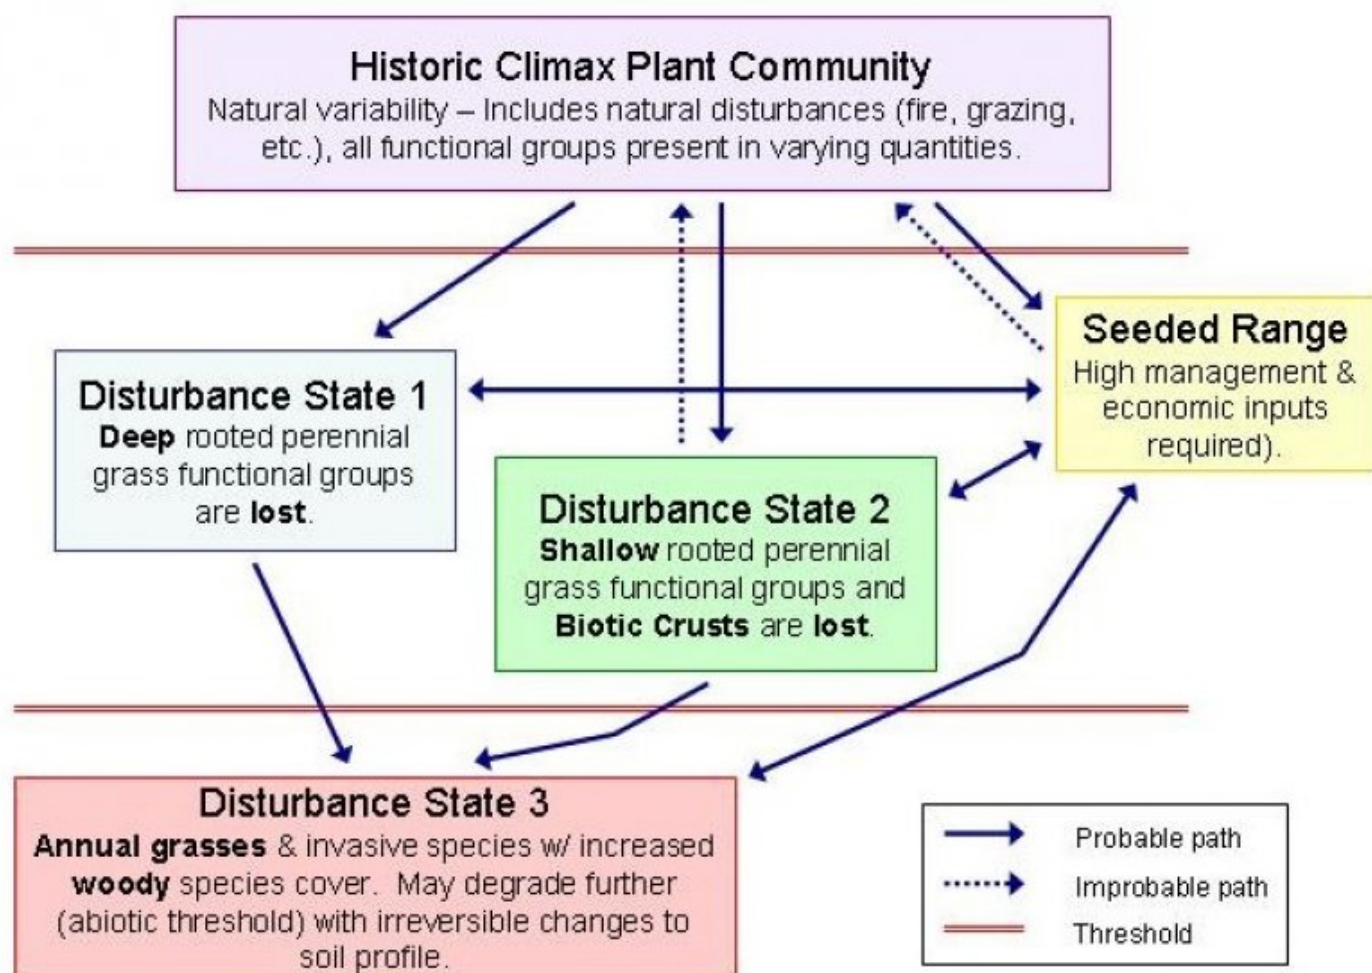 Historic Climax Plant Community
Natural variability – Includes natural disturbances (fire, grazing,
etc.), all functional groups present in varying quantities.
Seeded Range
High management &
economic inputs
required).
Disturbance State 1
Deep rooted perennial
grass functional groups
are lost.
Disturbance State 2
Shallow rooted perennial
grass functional groups and
Biotic Crusts are lost.
Disturbance State 3
Annual grasses & invasive species w/ increased
woody species cover. May degrade further
(abiotic threshold) with irreversible changes to
soil profile.
Probable path
Improbable path
Threshold